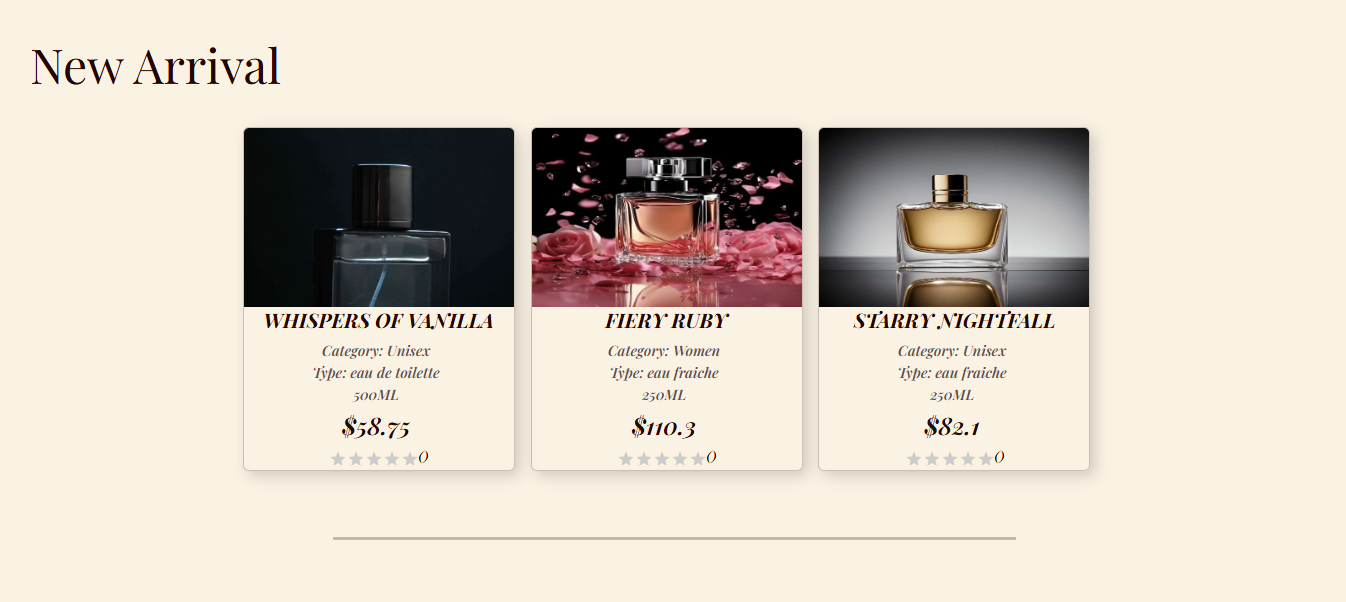 New Arrival
WHISPERS OF VANILLA
Category: Unisex
Type: eau de toilette
500ML
$58.75
0
FIERY RUBY
Category: Women
Type: eau fraiche
250ML
$110.3
0
STARRY NIGHTFALL
Category: Unisex
Type: eau fraiche
250ML
$82.1
0